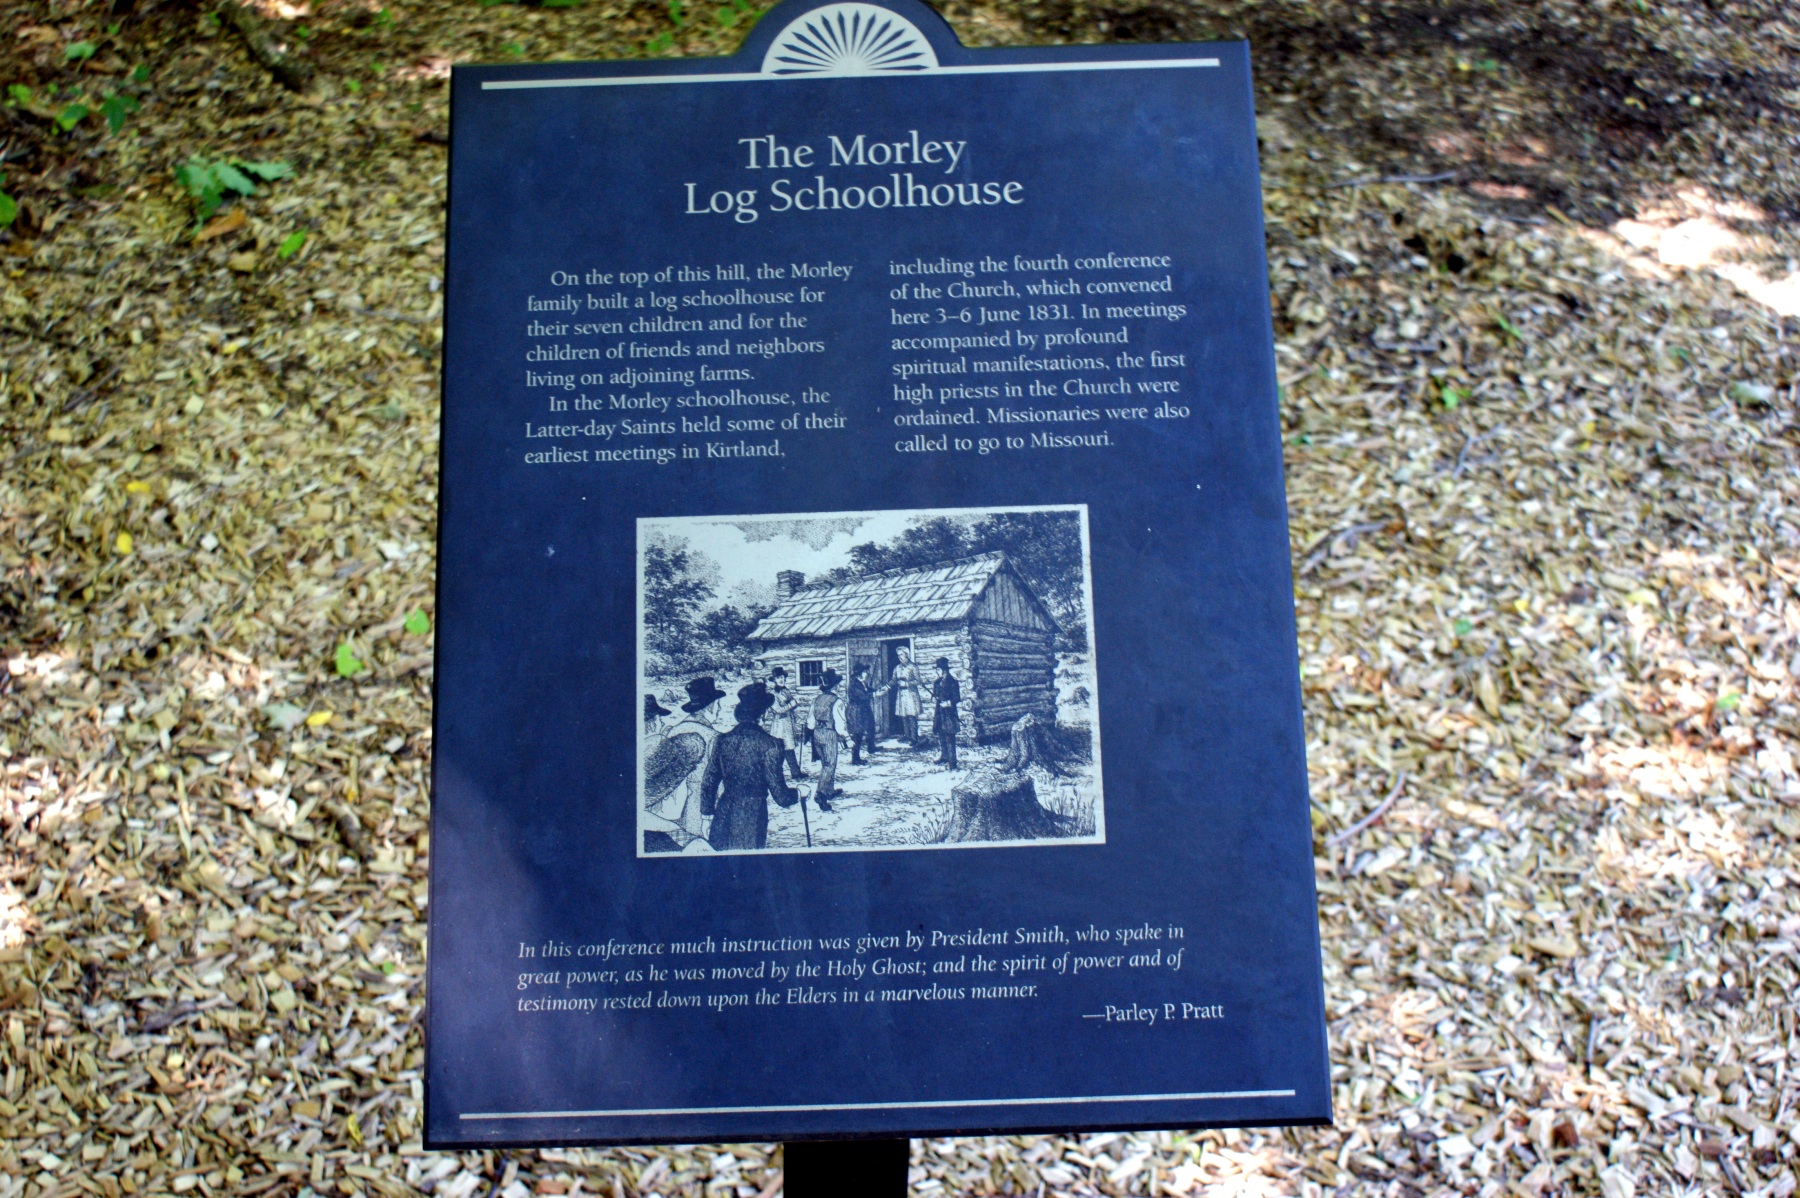 The Morley
Log Schoolhouse
On the top of this hill, the Morley
family built a log schoolhouse for
their seven children and for the
children of friends and neighbors
living on adjoining farms.
In the Morley schoolhouse, the
Latter-day Saints held some of their
earliest meetings in Kirtland,
including the fourth conference
of the Church, which convened
here 3–6 June 1831. In meetings
accompanied by profound
spiritual manifestations, the first
high priests in the Church were
ordained. Missionaries were also
called to go to Missouri.
In this conference much instruction was given by President Smith, who spake in
great power, as he was moved by the Holy Ghost; and the spirit of power and of
testimony rested down upon the Elders in a marvelous manner.
—Parley P. Pratt